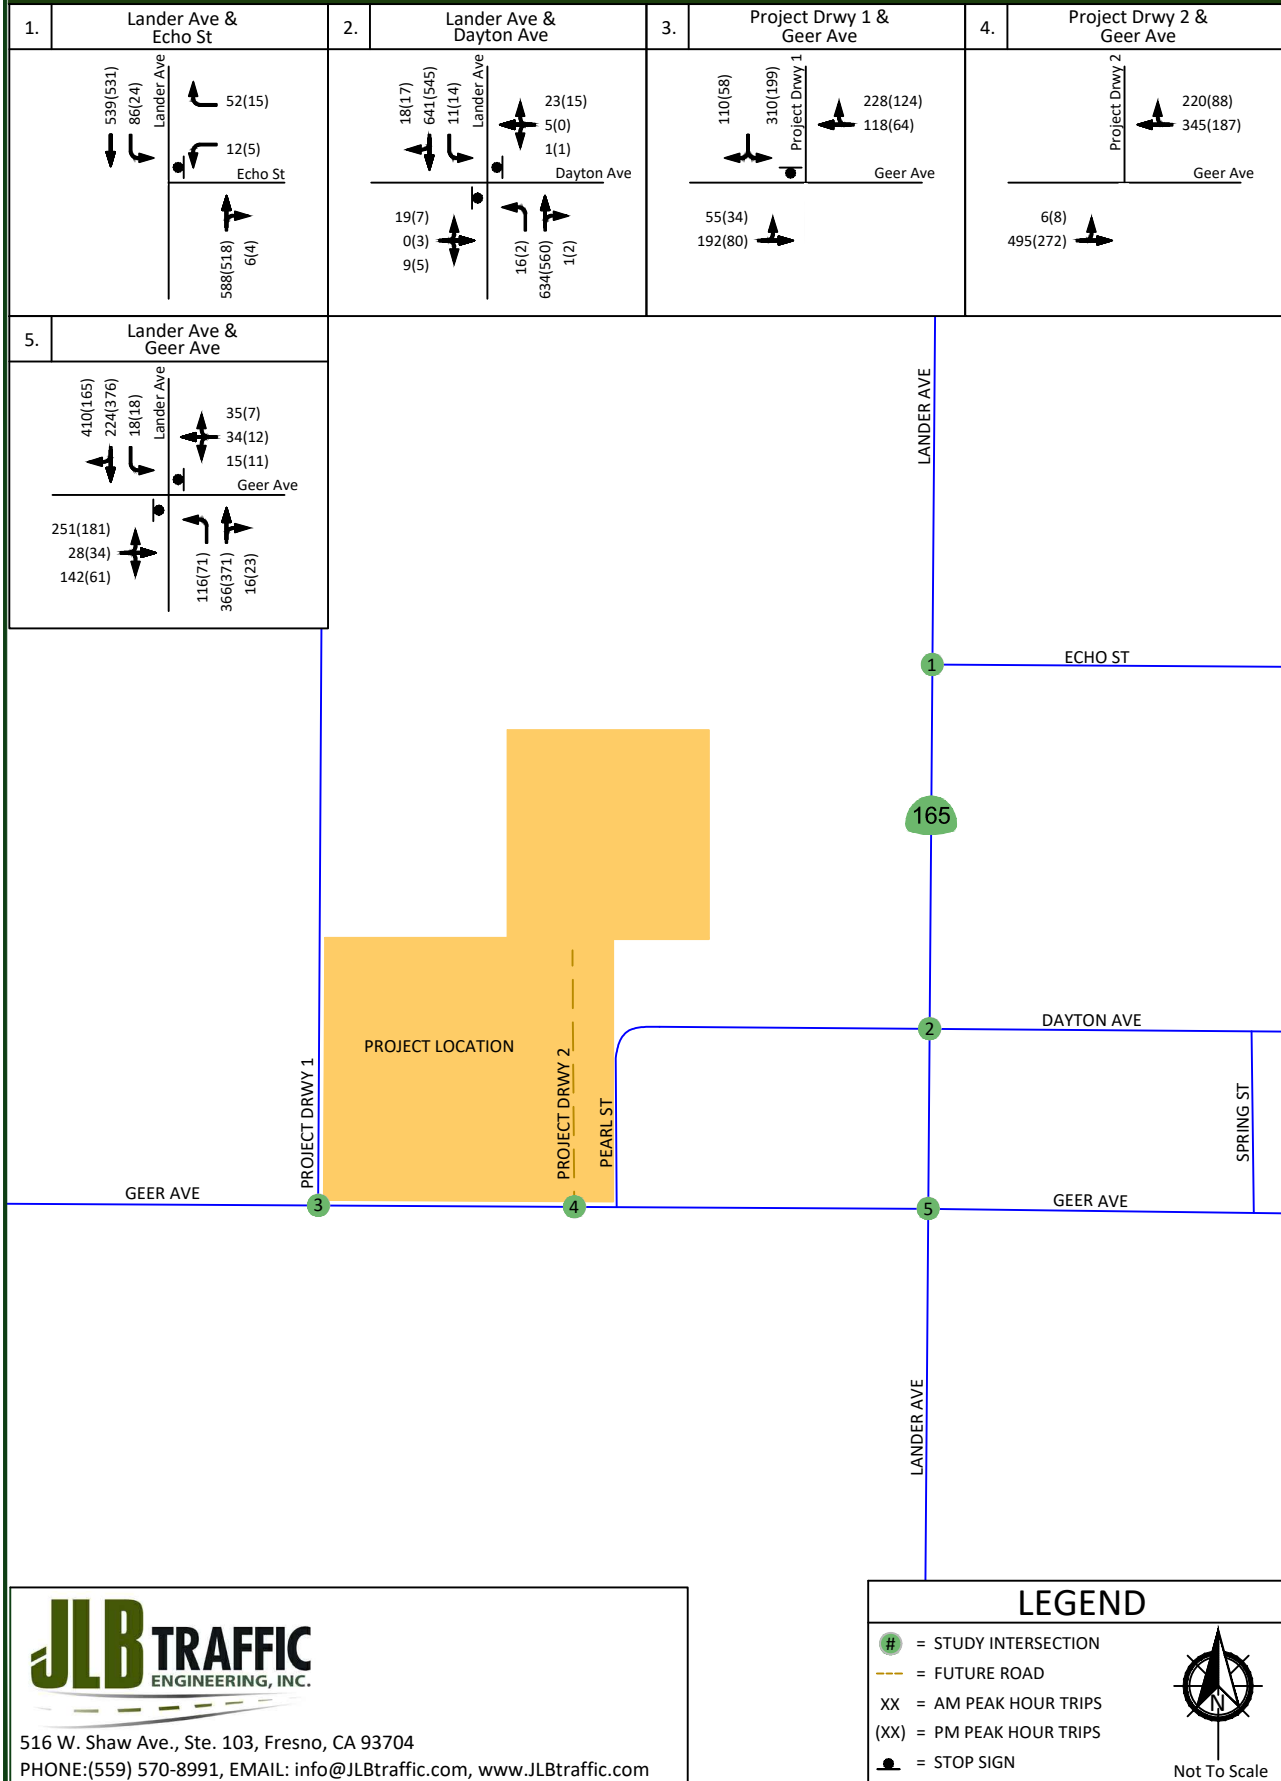 1.
Lander Ave &
Echo St
539(531)
86(24)
Lander Ave
52(15)
12(5)
Echo St
588(518)
6(4)
2.
Lander Ave &
Dayton Ave
18(17)
641(545)
11(14)
Lander Ave
23(15)
5(0)
1(1)
Dayton Ave
19(7)
0(3)
9(5)
16(2)
634(560)
1(2)
3.
Project Drwy 1 &
Geer Ave
110(58)
310(199)
Project Drwy 1
228(124)
118(64)
Geer Ave
55(34)
192(80)
4.
Project Drwy 2 &
Geer Ave
Project Drwy 2
220(88)
345(187)
Geer Ave
6(8)
495(272)
5.
Lander Ave &
Geer Ave
410(165)
224(376)
18(18)
Lander Ave
35(7)
34(12)
15(11)
Geer Ave
251(181)
28(34)
142(61)
116(71)
366(371)
16(23)
LANDER AVE
1
ECHO ST
165
2
DAYTON AVE
PROJECT LOCATION
PROJECT DRWY 1
PROJECT DRWY 2
PEARL ST
SPRING ST
GEER AVE
3
4
5
GEER AVE
LANDER AVE
JLB TRAFFIC
ENGINEERING, INC.
516 W. Shaw Ave., Ste. 103, Fresno, CA 93704
PHONE:(559) 570-8991, EMAIL: info@JLBtraffic.com, www.JLBtraffic.com
LEGEND
# = STUDY INTERSECTION
= FUTURE ROAD
XX = AM PEAK HOUR TRIPS
(XX) = PM PEAK HOUR TRIPS
= STOP SIGN
N
Not To Scale